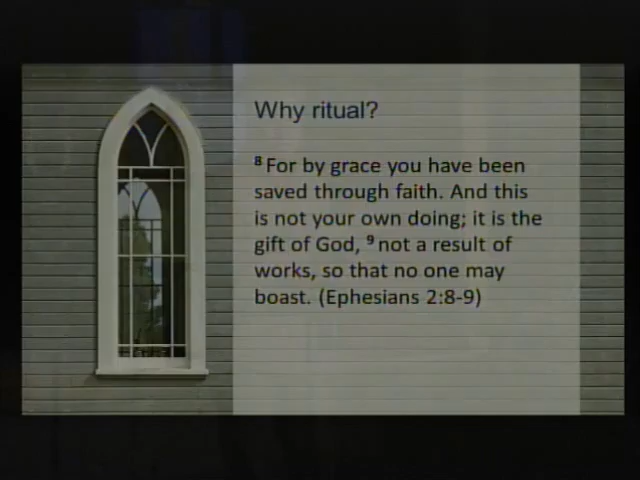 Why ritual?
⁸ For by grace you have been
saved through faith. And this
is not your own doing; it is the
gift of God, ⁹ not a result of
works, so that no one may
boast. (Ephesians 2:8-9)